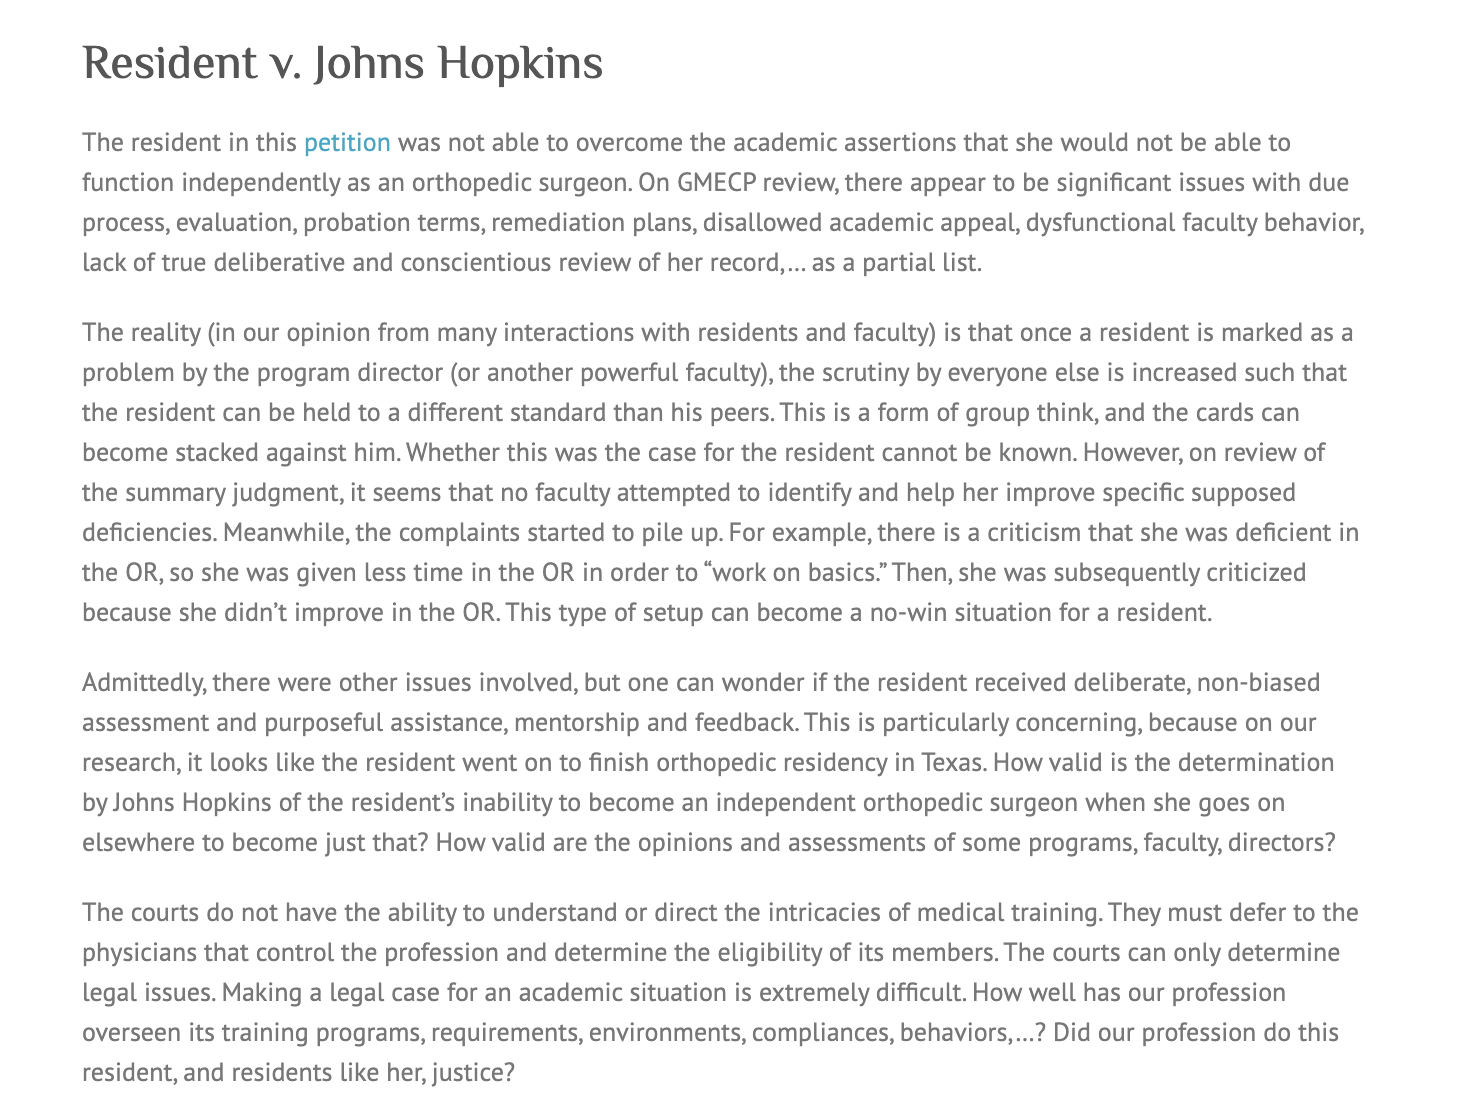 Resident v. Johns Hopkins
The resident in this petition was not able to overcome the academic assertions that she would not be able to
function independently as an orthopedic surgeon. On GMECP review, there appear to be significant issues with due
process, evaluation, probation terms, remediation plans, disallowed academic appeal, dysfunctional faculty behavior,
lack of true deliberative and conscientious review of her record,... as a partial list.
The reality (in our opinion from many interactions with residents and faculty) is that once a resident is marked as a
problem by the program director (or another powerful faculty), the scrutiny by everyone else is increased such that
the resident can be held to a different standard than his peers. This is a form of group think, and the cards can
become stacked against him. Whether this was the case for the resident cannot be known. However, on review of
the summary judgment, it seems that no faculty attempted to identify and help her improve specific supposed
deficiencies. Meanwhile, the complaints started to pile up. For example, there is a criticism that she was deficient in
the OR, so she was given less time in the OR in order to “work on basics.” Then, she was subsequently criticized
because she didn’t improve in the OR. This type of setup can become a no-win situation for a resident.
Admittedly, there were other issues involved, but one can wonder if the resident received deliberate, non-biased
assessment and purposeful assistance, mentorship and feedback. This is particularly concerning, because on our
research, it looks like the resident went on to finish orthopedic residency in Texas. How valid is the determination
by Johns Hopkins of the resident’s inability to become an independent orthopedic surgeon when she goes on
elsewhere to become just that? How valid are the opinions and assessments of some programs, faculty, directors?
The courts do not have the ability to understand or direct the intricacies of medical training. They must defer to the
physicians that control the profession and determine the eligibility of its members. The courts can only determine
legal issues. Making a legal case for an academic situation is extremely difficult. How well has our profession
overseen its training programs, requirements, environments, compliances, behaviors,...? Did our profession do this
resident, and residents like her, justice?